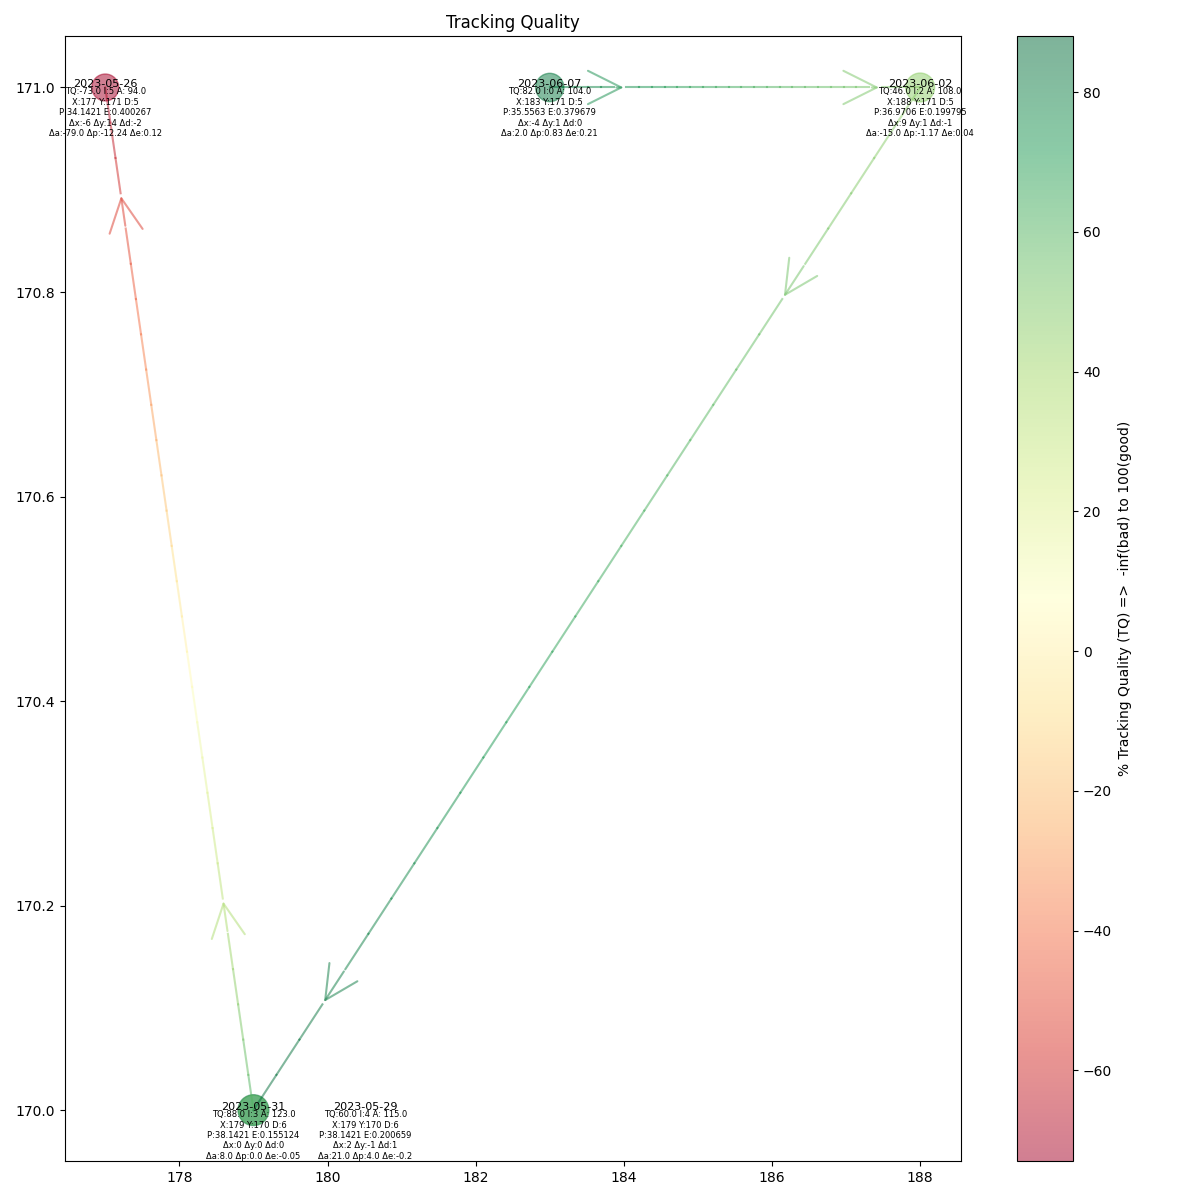 Tracking Quality
2023-05-26
TQ:-73.0 I:5 A: 94.0
X:177 Y:171 D:5
P:34.1421 E:0.400267
Δx:-6 Δy:14 Δd:-2
Δa:-79.0 Δp:-12.24 Δe:0.12
2023-06-07
TQ:82.0 I:0 A: 104.0
X:183 Y:171 D:5
P:35.5563 E:0.379679
Δx:-4 Δy:1 Δd:0
Δa:2.0 Δp:0.83 Δe:0.21
2023-06-02
TQ:46.0 I:2 A: 108.0
X:188 Y:171 D:5
P:36.9706 E:0.199795
Δx:9 Δy:1 Δd:-1
Δa:-15.0 Δp:-1.17 Δe:0.04
2023-05-31
TQ:88.0 I:3 A: 123.0
X:179 Y:170 D:6
P:38.1421 E:0.155124
Δx:0 Δy:0 Δd:0
Δa:8.0 Δp:0.0 Δe:-0.05
2023-05-29
TQ:60.0 I:4 A: 115.0
X:179 Y:170 D:6
P:38.1421 E:0.200659
Δx:2 Δy:-1 Δd:1
Δa:21.0 Δp:4.0 Δe:-0.2
171.0
170.8
170.6
170.4
170.2
170.0
178
180
182
184
186
188
80
60
40
20
0
−20
−40
−60
% Tracking Quality (TQ) => -inf(bad) to 100(good)